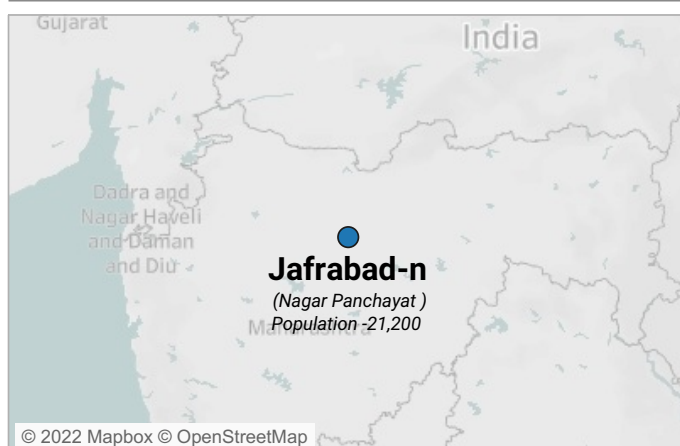 Gujarat
India
Dadra and
Nagar Haveli
and Daman
and Diu
Jafrabad-n
(Nagar Panchayat )
Population -21,200
Maharashtra
© 2022 Mapbox © OpenStreetMap